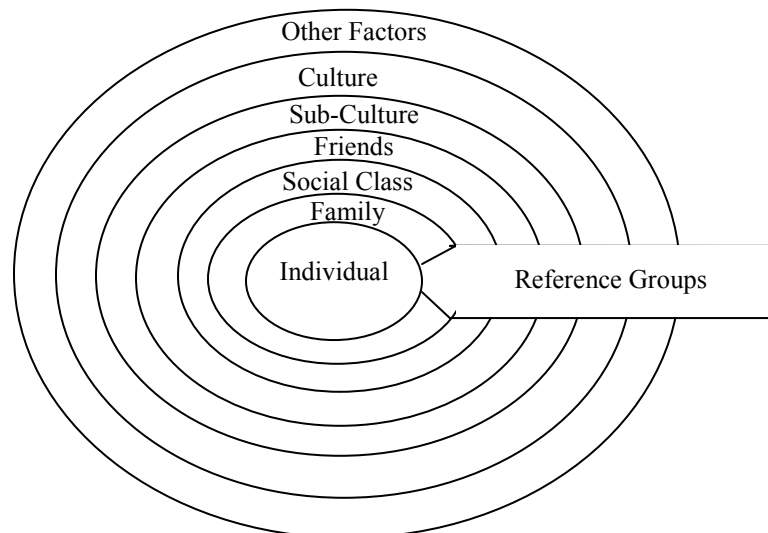 Other Factors
Culture
Sub-Culture
Friends
Social Class
Family
Individual
Reference Groups